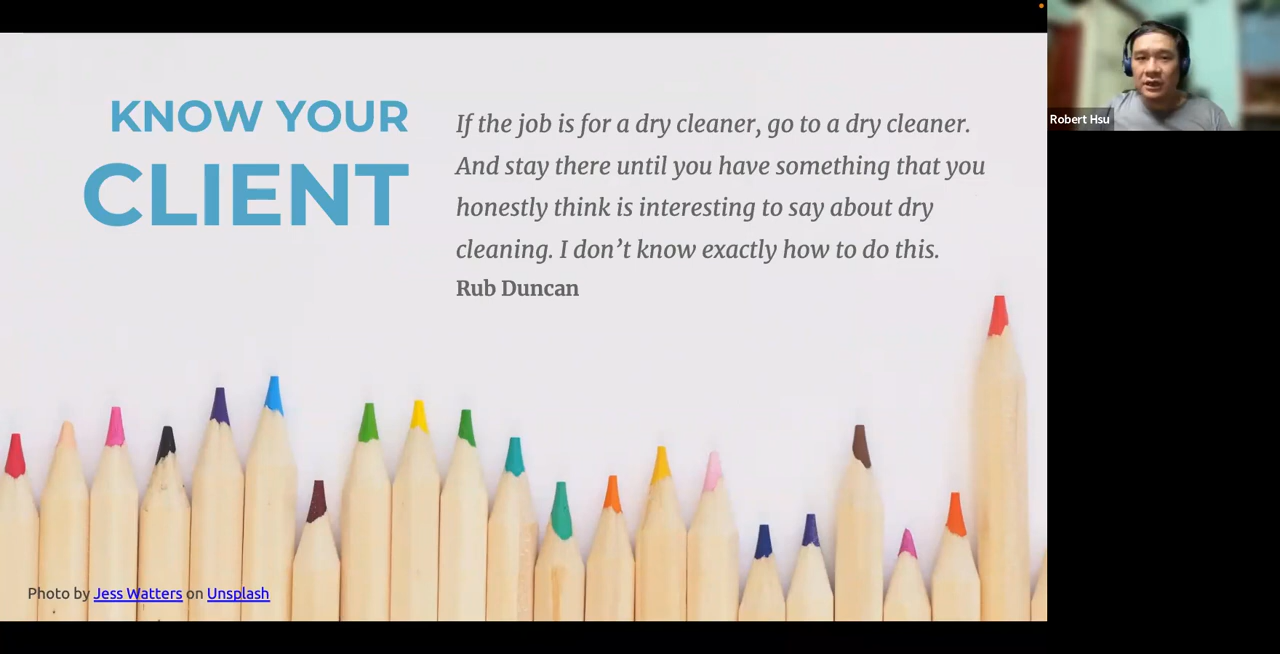 KNOW YOUR
CLIENT
If the job is for a dry cleaner, go to a dry cleaner.
And stay there until you have something that you
honestly think is interesting to say about dry
cleaning. I don’t know exactly how to do this.
Rub Duncan
Photo by Jess Watters on Unsplash
Robert Hsu